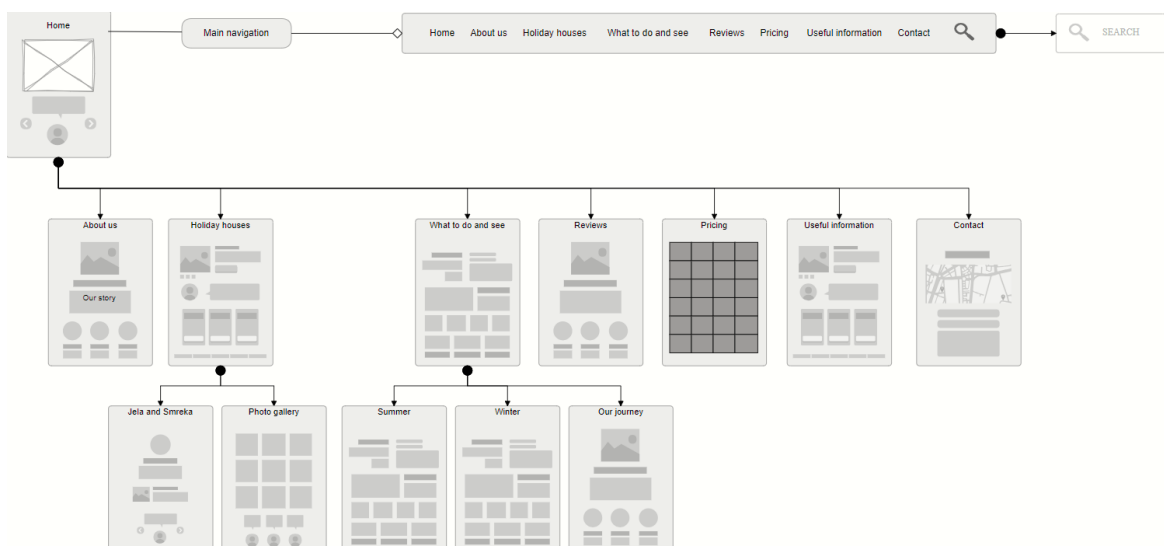 Home
Main navigation
Home About us Holiday houses What to do and see Reviews Pricing Useful information Contact
SEARCH
About us
Our story
Holiday houses
What to do and see
Reviews
Pricing
Useful information
Contact
Jela and Smreka
Photo gallery
Summer
Winter
Our journey